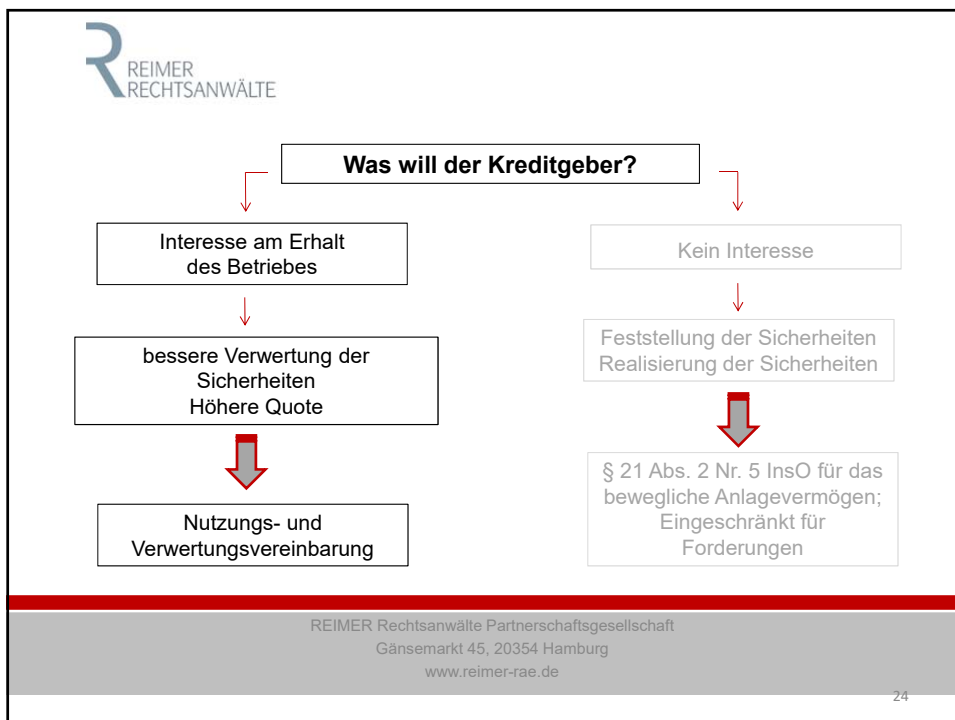 REIMER
RECHTSANWÄLTE
Was will der Kreditgeber?
Interesse am Erhalt
des Betriebes
bessere Verwertung der
Sicherheiten
Höhere Quote
Nutzungs- und
Verwertungsvereinbarung
Kein Interesse
Feststellung der Sicherheiten
Realisierung der Sicherheiten
§ 21 Abs. 2 Nr. 5 InsO für das
bewegliche Anlagevermögen;
Eingeschränkt für
Forderungen
REIMER Rechtsanwälte Partnerschaftsgesellschaft
Gänsemarkt 45, 20354 Hamburg
www.reimer-rae.de
24